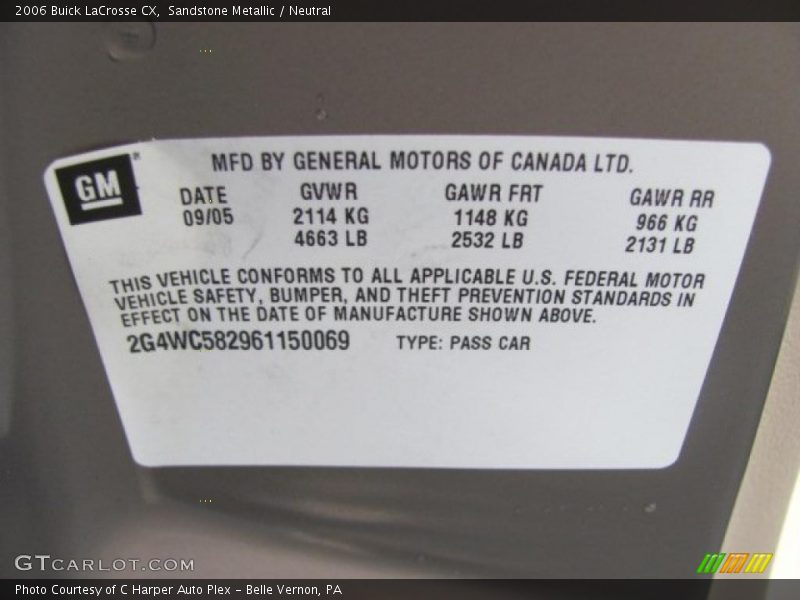 2006 Buick LaCrosse CX, Sandstone Metallic / Neutral
GM
MFD BY GENERAL MOTORS OF CANADA LTD.
DATE GVWR GAWR FRT GAWR RR
09/05 2114 KG 1148 KG 966 KG
4663 LB 2532 LB 2131 LB
THIS VEHICLE CONFORMS TO ALL APPLICABLE U.S. FEDERAL MOTOR
VEHICLE SAFETY, BUMPER, AND THEFT PREVENTION STANDARDS IN
EFFECT ON THE DATE OF MANUFACTURE SHOWN ABOVE.
2G4WC582961150069 TYPE: PASS CAR
GTCARLOT.COM
Photo Courtesy of C Harper Auto Plex – Belle Vernon, PA